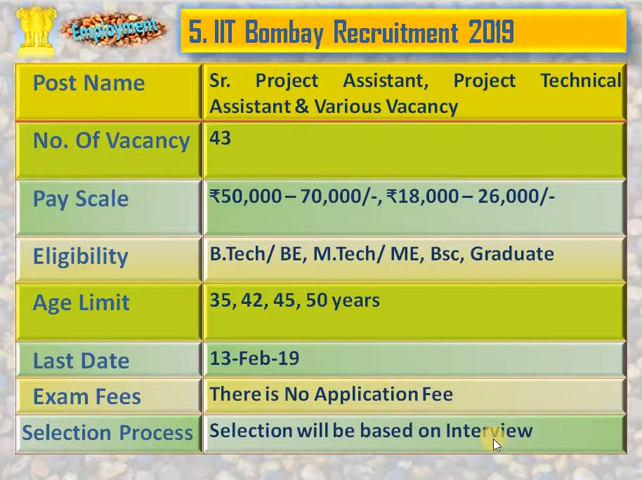 Employment
5. IIT Bombay Recruitment 2019
Post Name
Sr. Project Assistant, Project Technical
Assistant & Various Vacancy
No. Of Vacancy
43
Pay Scale
₹50,000 – 70,000/-, ₹18,000 – 26,000/-
Eligibility
B.Tech/ BE, M.Tech/ ME, Bsc, Graduate
Age Limit
35, 42, 45, 50 years
Last Date
13-Feb-19
Exam Fees
There is No Application Fee
Selection Process
Selection will be based on Interview